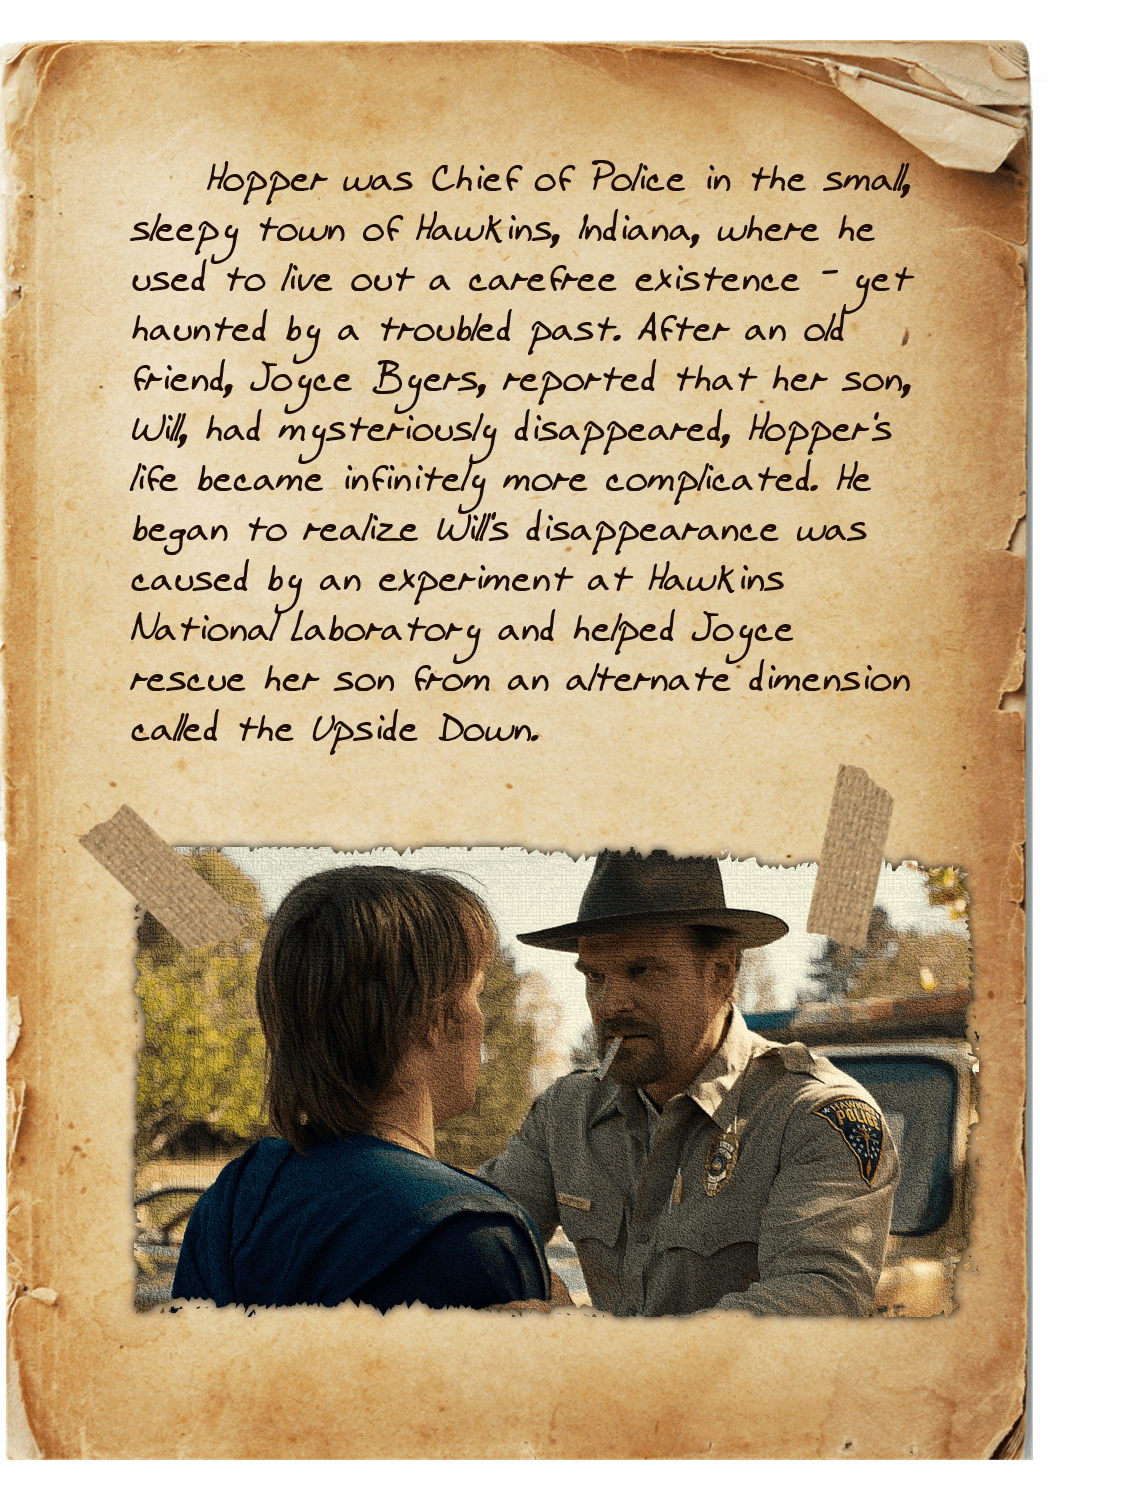 Hopper was Chief of Police in the small,
sleepy town of Hawkins, Indiana, where he
used to live out a carefree existence - yet
haunted by a troubled past. After an old
friend, Joyce Byers, reported that her son,
Will, had mysteriously disappeared, Hopper's
life became infinitely more complicated. He
began to realize Will's disappearance was
caused by an experiment at Hawkins
National Laboratory and helped Joyce
rescue her son from an alternate dimension
called the Upside Down.
HAWKINS
POLICE